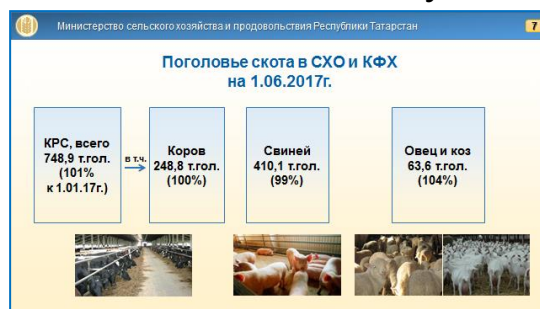 Министерство сельского хозяйства и продовольствия Республики Татарстан
7
Поголовье скота в СХО и КФХ
на 1.06.2017г.
КРС, всего
748,9 т.гол.
(101%
к 1.01.17г.)
в т.ч.
Коров
248,8 т.гол.
(100%)
Свиней
410,1 т.гол.
(99%)
Овец и коз
63,6 т.гол.
(104%)